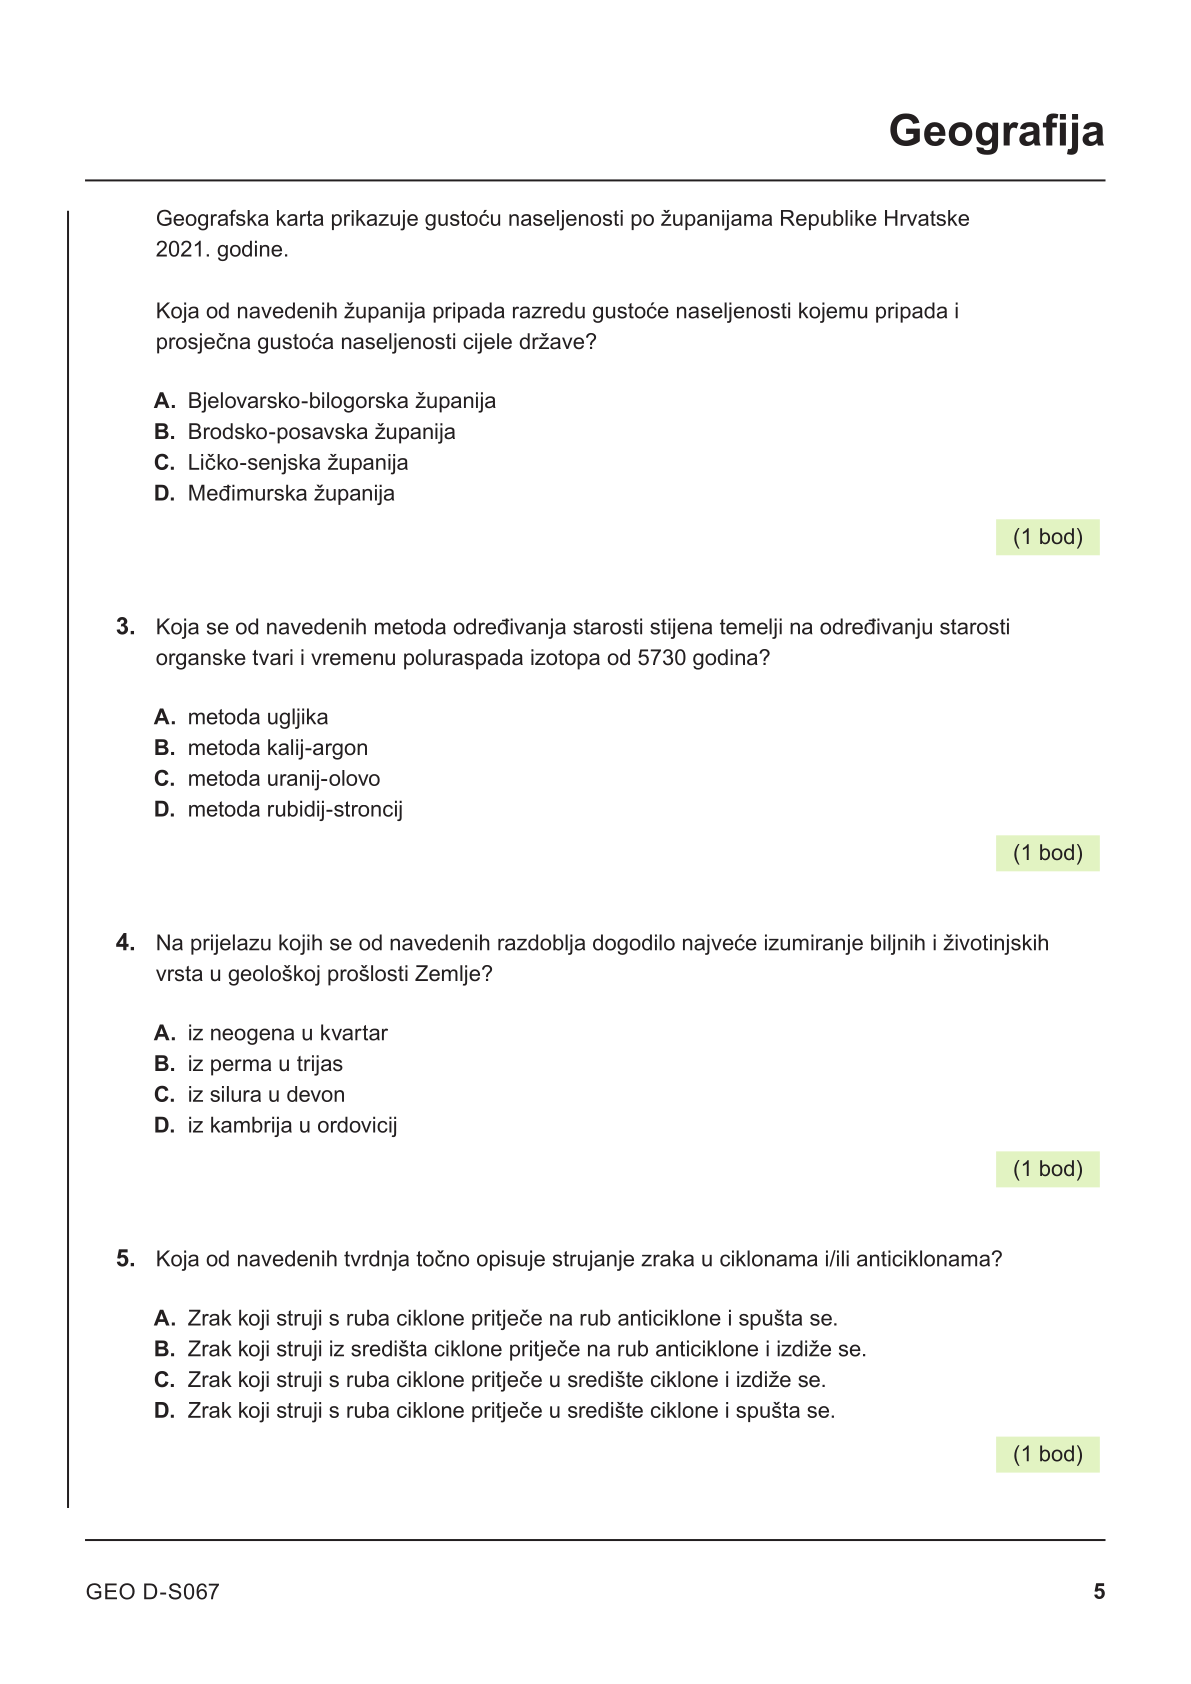 Geografija
Geografska karta prikazuje gustoću naseljenosti po županijama Republike Hrvatske
2021. godine.
Koja od navedenih županija pripada razredu gustoće naseljenosti kojemu pripada i
prosječna gustoća naseljenosti cijele države?
A. Bjelovarsko-bilogorska županija
B. Brodsko-posavska županija
C. Ličko-senjska županija
D. Međimurska županija
(1 bod)
3. Koja se od navedenih metoda određivanja starosti stijena temelji na određivanju starosti
organske tvari i vremenu poluraspada izotopa od 5730 godina?
A. metoda ugljika
B. metoda kalij-argon
C. metoda uranij-olovo
D. metoda rubidij-stroncij
(1 bod)
4. Na prijelazu kojih se od navedenih razdoblja dogodilo najveće izumiranje biljnih i životinjskih
vrsta u geološkoj prošlosti Zemlje?
A. iz neogena u kvartar
B. iz perma u trijas
C. iz silura u devon
D. iz kambrija u ordovicij
(1 bod)
5. Koja od navedenih tvrdnja točno opisuje strujanje zraka u ciklonama i/ili anticiklonama?
A. Zrak koji struji s ruba ciklone pritječe na rub anticiklone i spušta se.
B. Zrak koji struji iz središta ciklone pritječe na rub anticiklone i izdiže se.
C. Zrak koji struji s ruba ciklone pritječe u središte ciklone i izdiže se.
D. Zrak koji struji s ruba ciklone pritječe u središte ciklone i spušta se.
(1 bod)
GEO D-S067
5